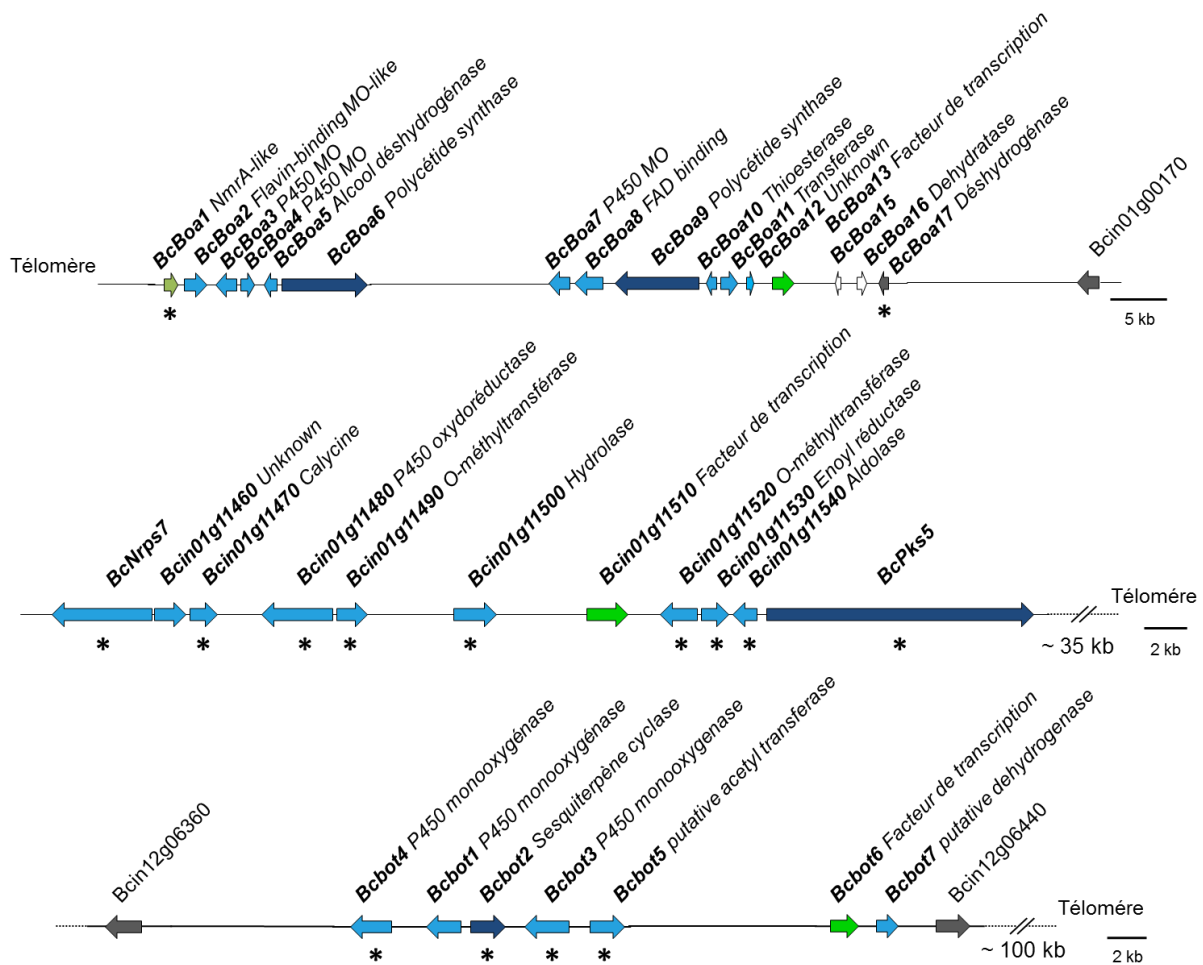 Télomère
BcBoa1 NmrA-like
BcBoa2 Flavin-binding MO-like
BcBoa3 P450 MO
BcBoa4 P450 MO
BcBoa5 Alcool déshydrogénase
BcBoa6 Polycétide synthase
BcBoa7 P450 MO
BcBoa8 FAD binding
BcBoa9 Polycétide synthase
BcBoa10 Thioesterase
BcBoa11 Transferase
BcBoa12 Unknown
BcBoa13 Facteur de transcription
BcBoa15
BcBoa16 Dehydratase
BcBoa17 Déshydrogénase
Bcin01g00170
* *
5 kb
BcNrps7
Bcin01g11460 Unknown
Bcin01g11470 Calycine
Bcin01g11480 P450 oxydoréductase
Bcin01g11490 O-méthyltransférase
Bcin01g11500 Hydrolase
Bcin01g11510 Facteur de transcription
Bcin01g11520 O-méthyltransférase
Bcin01g11530 Enoyl réductase
Bcin01g11540 Aldolase
BcPks5
Télomére
* * * * * * * * *
~ 35 kb
2 kb
Bcin12g06360
Bcbot4 P450 monooxygénase
Bcbot1 P450 monooxygénase
Bcbot2 Sesquiterpène cyclase
Bcbot3 P450 monooxygenase
Bcbot5 putative acetyl transferase
Bcbot6 Facteur de transcription
Bcbot7 putative dehydrogenase
Bcin12g06440
Télomére
* * * *
~ 100 kb
2 kb